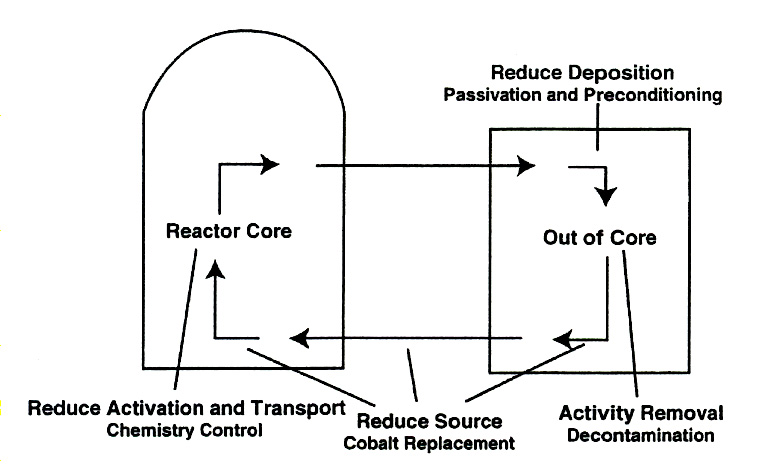 Reduce Deposition
Passivation and Preconditioning
Reactor Core
Out of Core
Reduce Activation and Transport
Chemistry Control
Reduce Source
Cobalt Replacement
Activity Removal
Decontamination